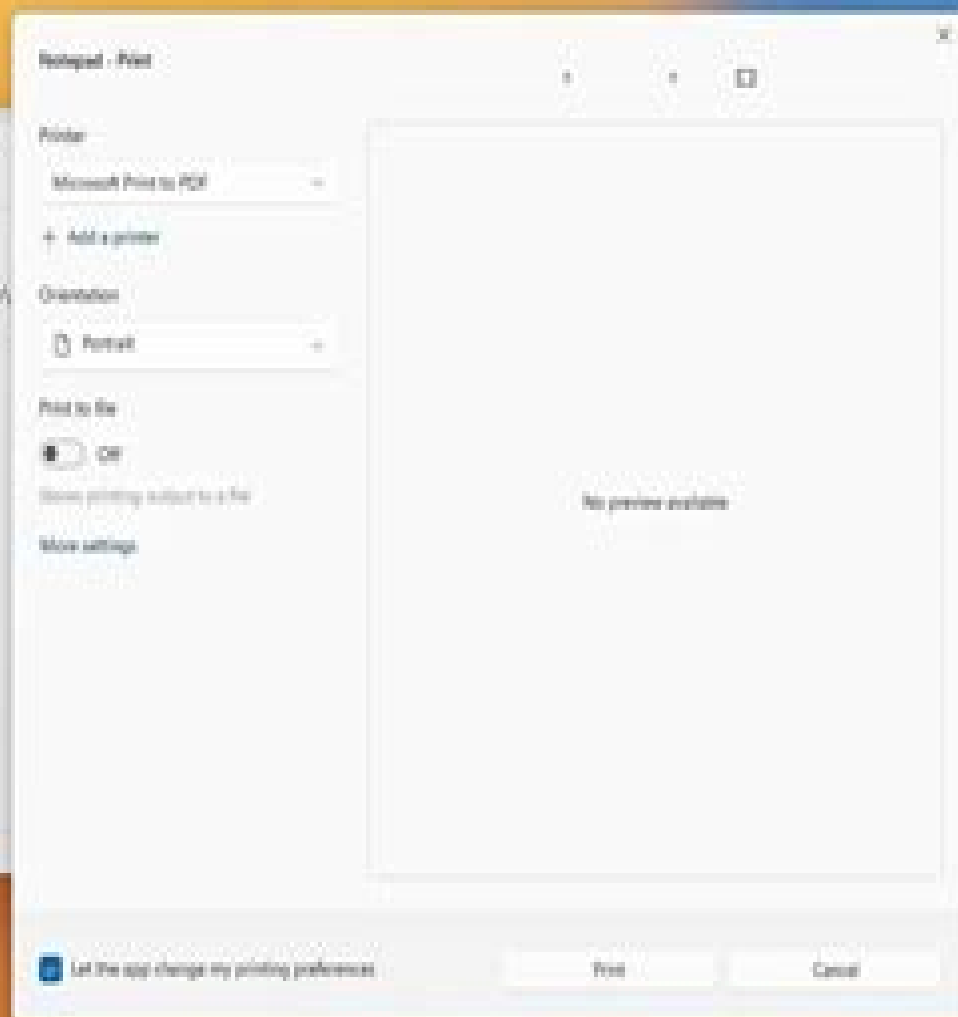 Notepad - Print
Printer
Microsoft Print to PDF
+ Add a printer
Orientation
Portrait
Print to file
Off
printing output to a file
More settings
No preview available
Let the app change my printing preferences
Print
Cancel